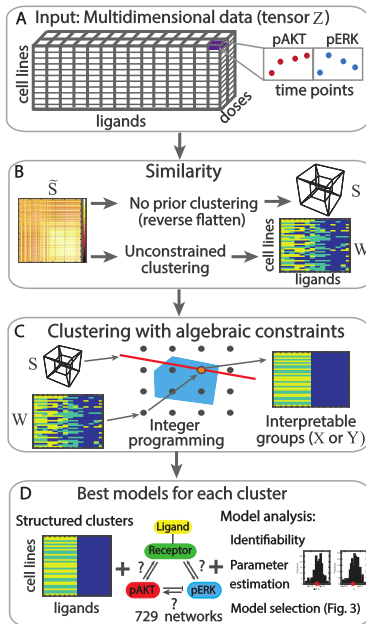 A Input: Multidimensional data (tensor Z)
pAKT pERK
cell lines
ligands
doses
time points
B Similarity
S̃
No prior clustering
(reverse flatten)
S
Unconstrained
clustering
cell lines
W
ligands
C Clustering with algebraic constraints
S
W
Integer
programming
Interpretable
groups (X or Y)
D Best models for each cluster
Structured clusters
cell lines
ligands
+
Ligand
Receptor
? ?
pAKT pERK
?
729 networks
+
Model analysis:
Identifiability
Parameter
estimation
Model selection (Fig. 3)